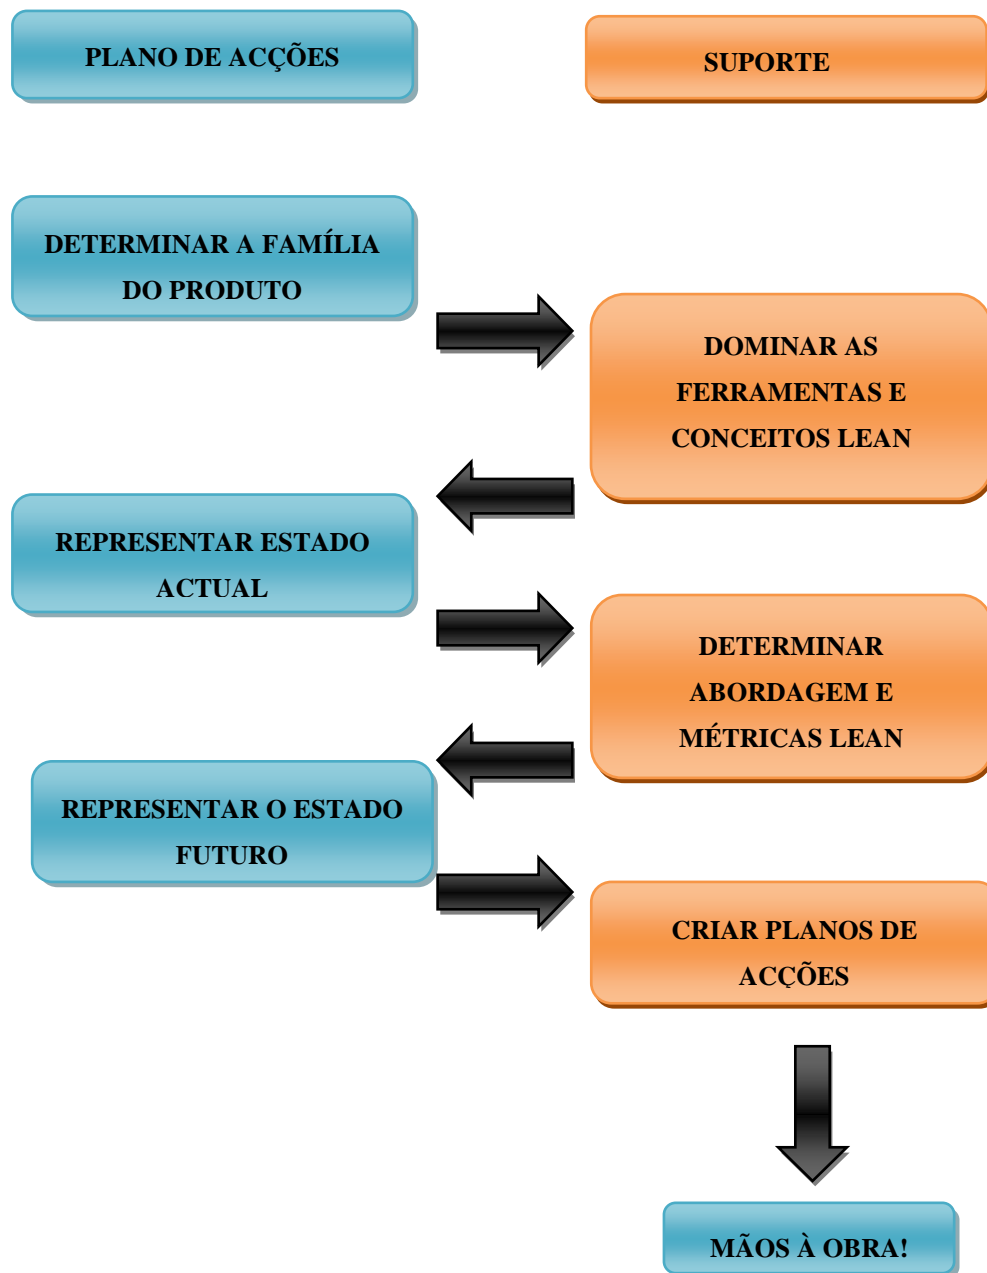 PLANO DE ACÇÕES
SUPORTE
DETERMINAR A FAMÍLIA
DO PRODUTO
DOMINAR AS
FERRAMENTAS E
CONCEITOS LEAN
REPRESENTAR ESTADO
ACTUAL
DETERMINAR
ABORDAGEM E
MÉTRICAS LEAN
REPRESENTAR O ESTADO
FUTURO
CRIAR PLANOS DE
ACÇÕES
MÃOS À OBRA!